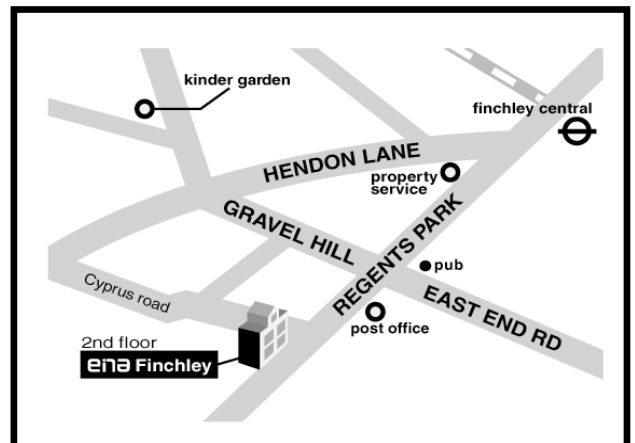 kinder garden
finchley central
HENDON LANE
property
service
GRAVEL HILL
REGENTS PARK
pub
Cyprus road
EAST END RD
post office
2nd floor
ena Finchley